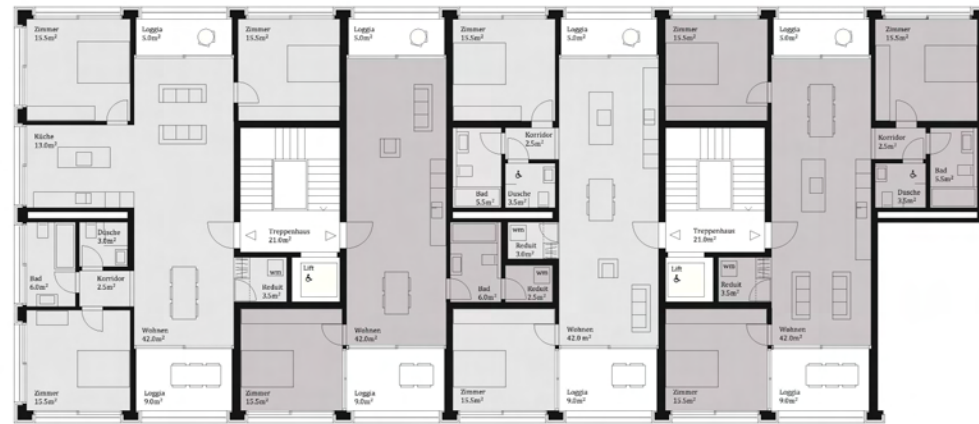 Zimmer
15.5m²
Loggia
5.0m²
Zimmer
15.5m²
Loggia
5.0m²
Zimmer
15.5m²
Loggia
5.0m²
Zimmer
15.5m²
Loggia
5.0m²
Zimmer
15.5m²
Küche
13.0m²
Korridor
2.5m²
Korridor
2.5m²
Bad
5.5m²
Dusche
3.5m²
Dusche
3.5m²
Bad
5.5m²
Dusche
3.0m²
Treppenhaus
21.0m²
Reduit
3.0m²
WM
Treppenhaus
21.0m²
Bad
6.0m²
Korridor
2.5m²
WM
Reduit
3.5m²
Lift
Bad
6.0m²
WM
Reduit
2.5m²
Lift
WM
Reduit
3.5m²
Wohnen
42.0m²
Wohnen
42.0m²
Wohnen
42.0 m²
Wohnen
42.0m²
Zimmer
15.5m²
Loggia
9.0m²
Zimmer
15.5m²
Loggia
9.0m²
Zimmer
15.5m²
Loggia
9.0m²
Zimmer
15.5m²
Loggia
9.0m²